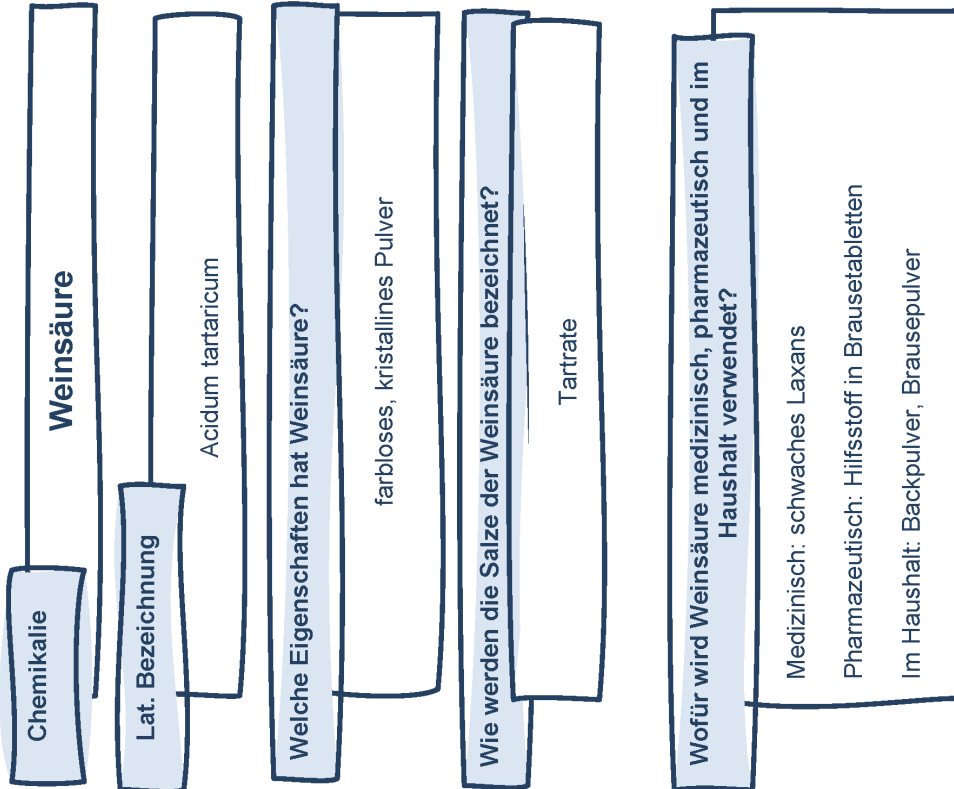 Chemikalie
Weinsäure
Lat. Bezeichnung
Acidum tartaricum
Welche Eigenschaften hat Weinsäure?
farbloses, kristallines Pulver
Wie werden die Salze der Weinsäure bezeichnet?
Tartrate
Wofür wird Weinsäure medizinisch, pharmazeutisch und im
Haushalt verwendet?
Medizinisch: schwaches Laxans
Pharmazeutisch: Hilfsstoff in Brausetabletten
Im Haushalt: Backpulver, Brausepulver